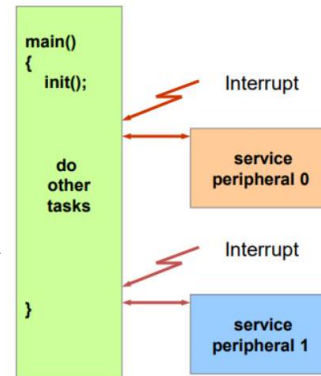 main()
{
init();
do
other
tasks
}
Interrupt
service
peripheral 0
Interrupt
service
peripheral 1